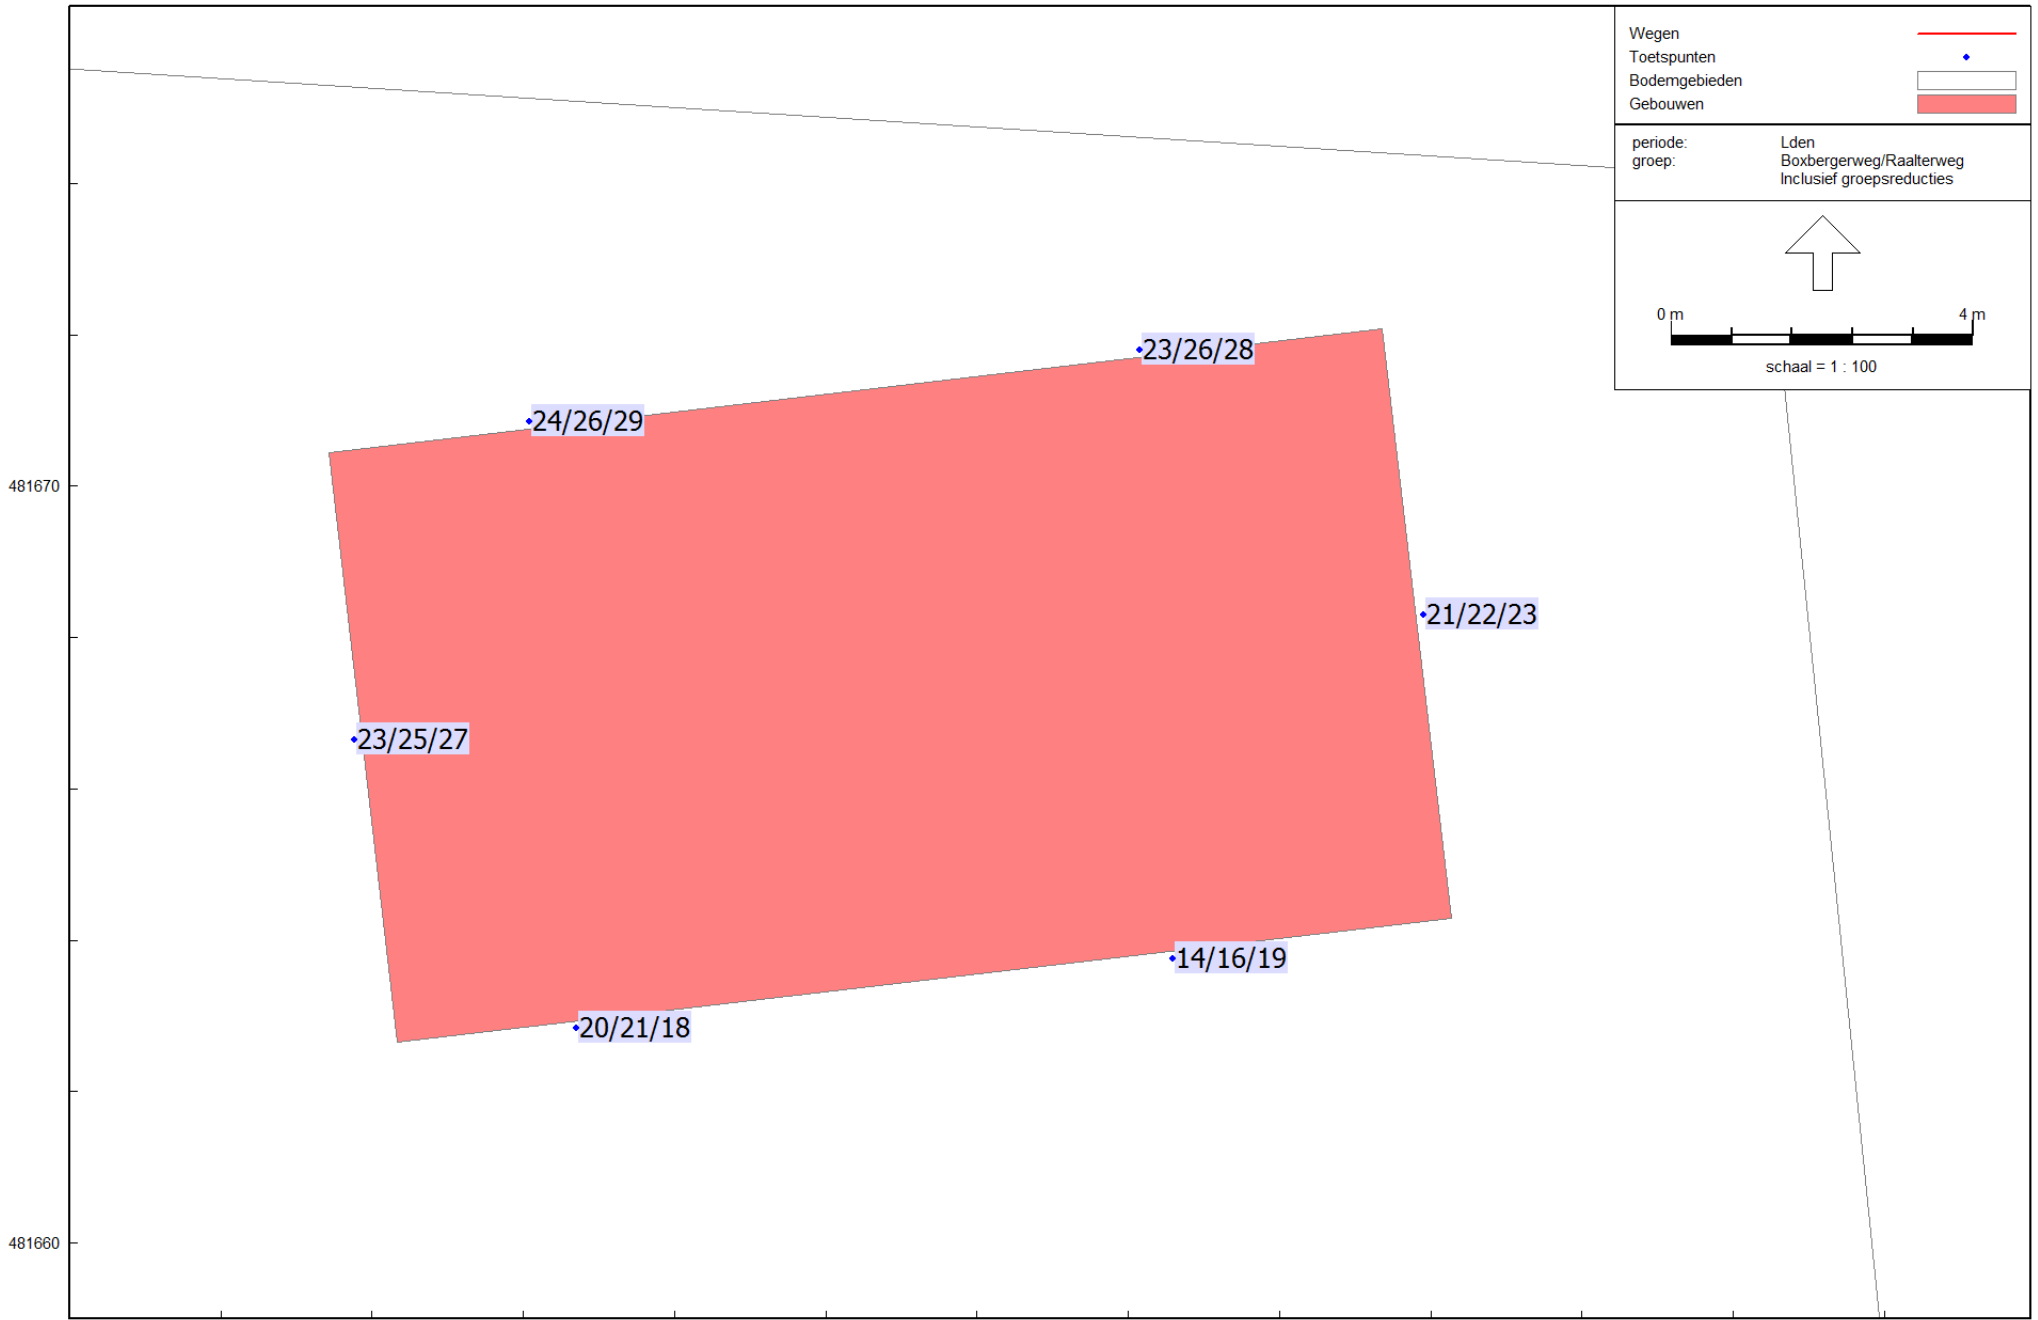 Wegen
Toetspunten
Bodemgebieden
Gebouwen
periode: Lden
groep: Boxbergerweg/Raalterweg
Inclusief groepsreducties
0 m 4 m
schaal = 1 : 100
23/26/28
24/26/29
481670
21/22/23
23/25/27
14/16/19
20/21/18
481660